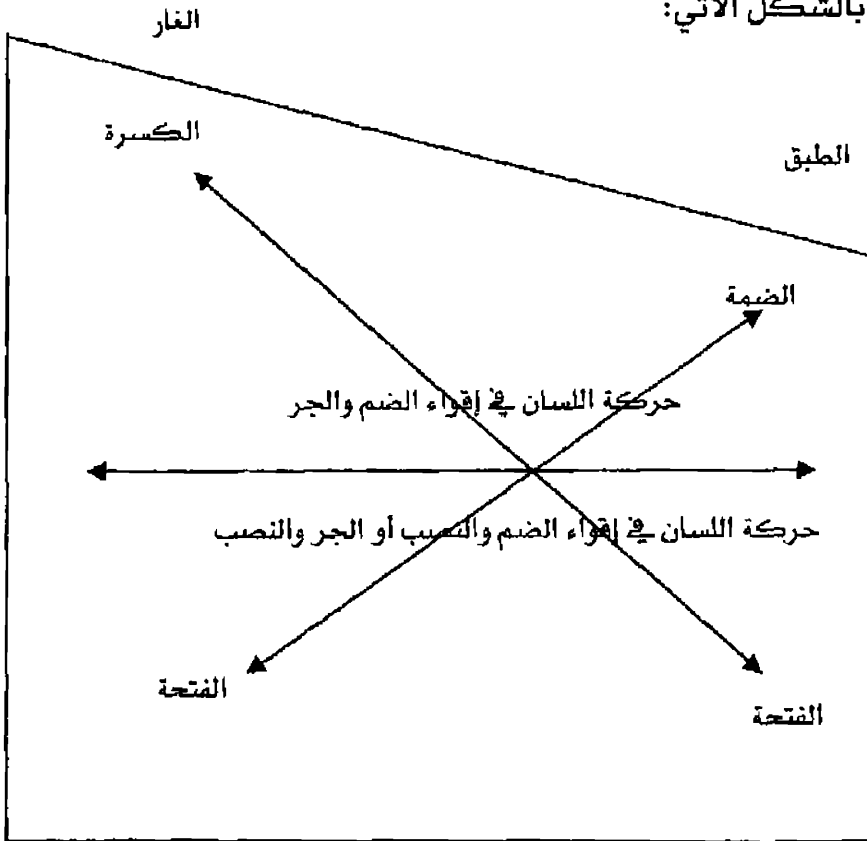 بالشكل الآتي:
الغار
الطبق
الكسرة
الضمة
حركة اللسان في إقواء الضم والجر
حركة اللسان في إقواء الضم والنصب أو الجر والنصب
الفتحة
الفتحة